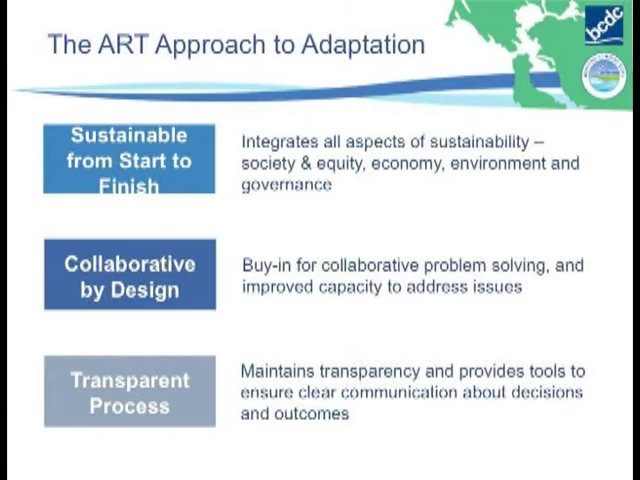 The ART Approach to Adaptation
bcdc
Sustainable
from Start to
Finish
Integrates all aspects of sustainability –
society & equity, economy, environment and
governance
Collaborative
by Design
Buy-in for collaborative problem solving, and
improved capacity to address issues
Transparent
Process
Maintains transparency and provides tools to
ensure clear communication about decisions
and outcomes